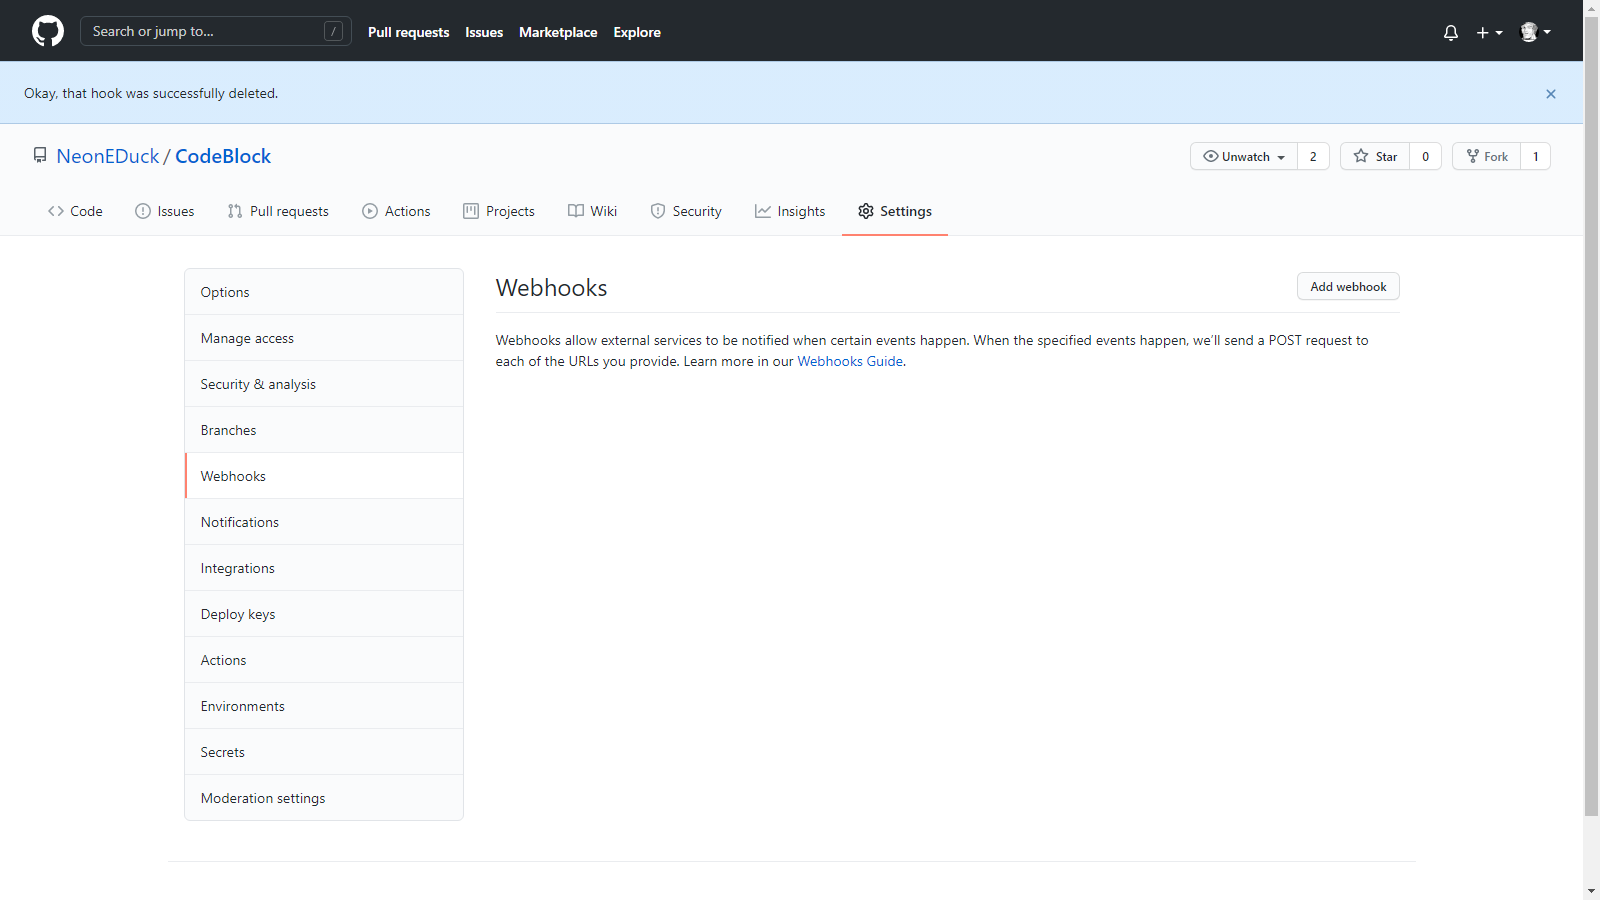 Search or jump to... /
Pull requests Issues Marketplace Explore
Okay, that hook was successfully deleted.
NeonEDuck / CodeBlock
Unwatch 2 Star 0 Fork 1
Code Issues Pull requests Actions Projects Wiki Security Insights Settings
Options
Manage access
Security & analysis
Branches
Webhooks
Notifications
Integrations
Deploy keys
Actions
Environments
Secrets
Moderation settings
Webhooks
Add webhook
Webhooks allow external services to be notified when certain events happen. When the specified events happen, we’ll send a POST request to
each of the URLs you provide. Learn more in our Webhooks Guide.